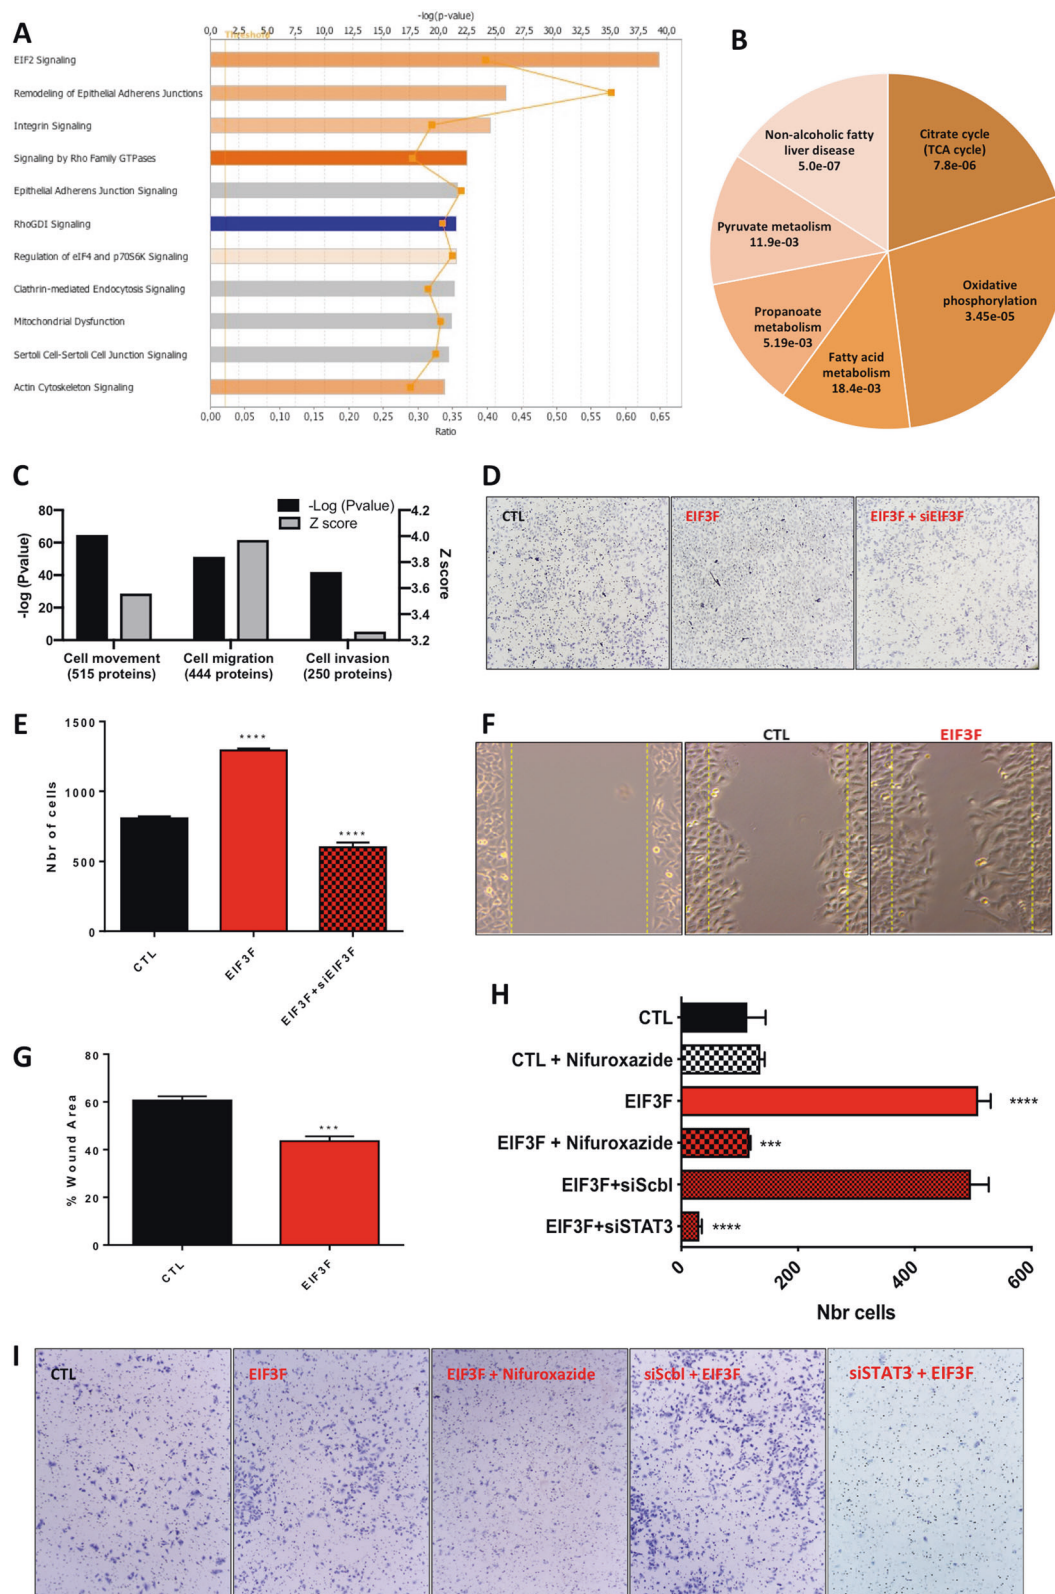 A
-log(p-value)
0,0 2,5 5,0 7,5 10,0 12,5 15,0 17,5 20,0 22,5 25,0 27,5 30,0 32,5 35,0 37,5 40,0
Threshold
EIF2 Signaling
Remodeling of Epithelial Adherens Junctions
Integrin Signaling
Signaling by Rho Family GTPases
Epithelial Adherens Junction Signaling
RhoGDI Signaling
Regulation of eIF4 and p70S6K Signaling
Clathrin-mediated Endocytosis Signaling
Mitochondrial Dysfunction
Sertoli Cell-Sertoli Cell Junction Signaling
Actin Cytoskeleton Signaling
0,00 0,05 0,10 0,15 0,20 0,25 0,30 0,35 0,40 0,45 0,50 0,55 0,60 0,65
Ratio
B
Non-alcoholic fatty
liver disease
5.0e-07
Citrate cycle
(TCA cycle)
7.8e-06
Pyruvate metaolism
11.9e-03
Oxidative
phosphorylation
3.45e-05
Propanoate
metabolism
5.19e-03
Fatty acid
metabolism
18.4e-03
C
-Log (Pvalue)
Z score
-log (Pvalue)
80
60
40
20
0
4.2
4.0
3.8
3.6
3.4
3.2
Z score
Cell movement
(515 proteins)
Cell migration
(444 proteins)
Cell invasion
(250 proteins)
D
CTL
EIF3F
EIF3F + siEIF3F
E
Nbr of cells
1500
1000
500
0
****
****
CTL
EIF3F
EIF3F+siEIF3F
F
CTL
EIF3F
G
% Wound Area
80
60
40
20
0
***
CTL
EIF3F
H
CTL
CTL + Nifuroxazide
EIF3F
****
EIF3F + Nifuroxazide
***
EIF3F+siScbl
EIF3F+siSTAT3
****
0 200 400 600
Nbr cells
I
CTL
EIF3F
EIF3F + Nifuroxazide
siScbl + EIF3F
siSTAT3 + EIF3F